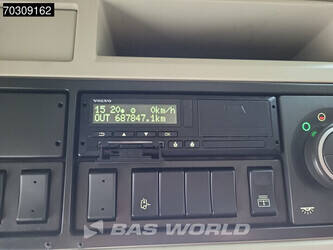 70309162
VOLVO
15 20● o 0km/h
OUT 687847.1km
BAS WORLD